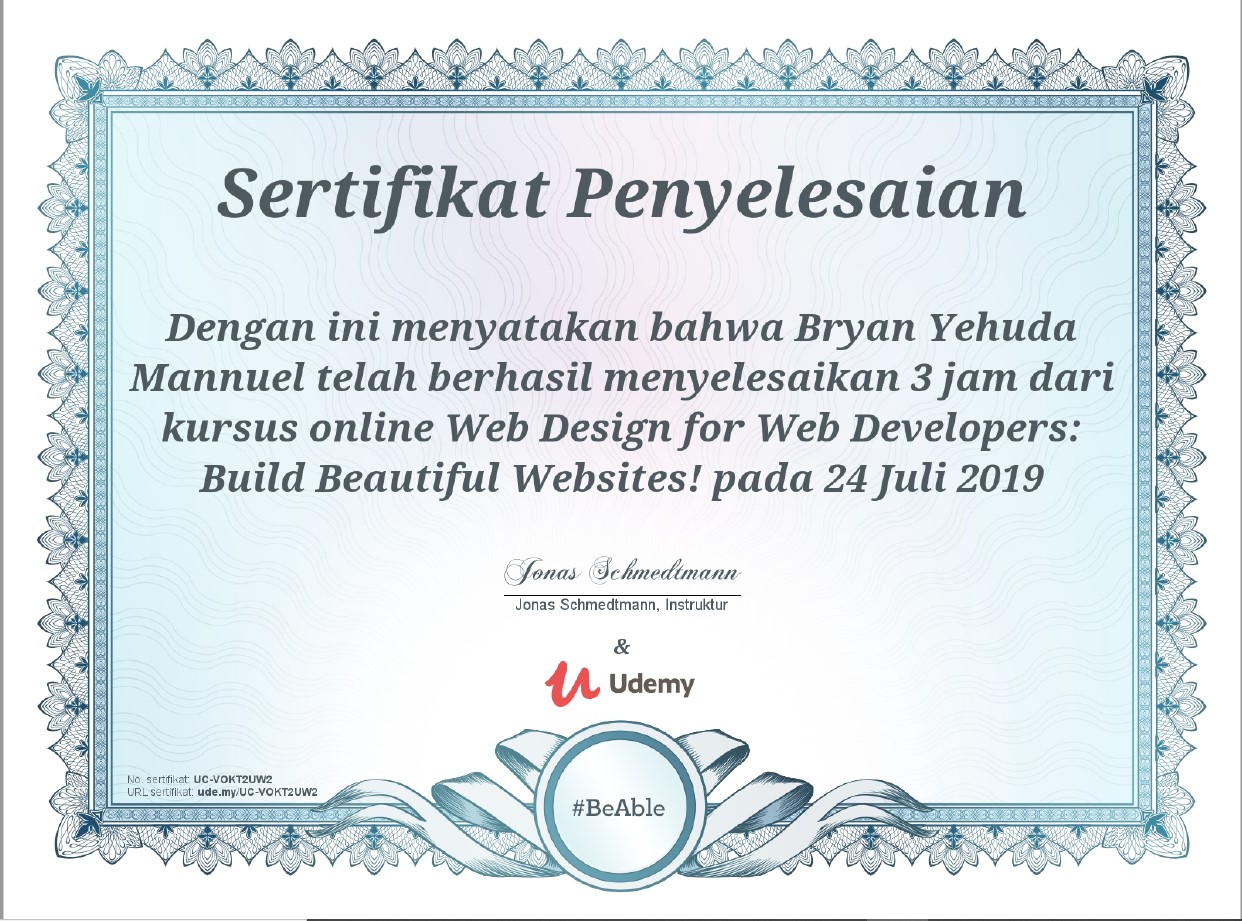 Sertifikat Penyelesaian
Dengan ini menyatakan bahwa Bryan Yehuda
Mannuel telah berhasil menyelesaikan 3 jam dari
kursus online Web Design for Web Developers:
Build Beautiful Websites! pada 24 Juli 2019
Jonas Schmedtmann
Jonas Schmedtmann, Instruktur
&
Udemy
No. sertifikat: UC-VOKT2UW2
URL sertifikat: ude.my/UC-VOKT2UW2
#BeAble